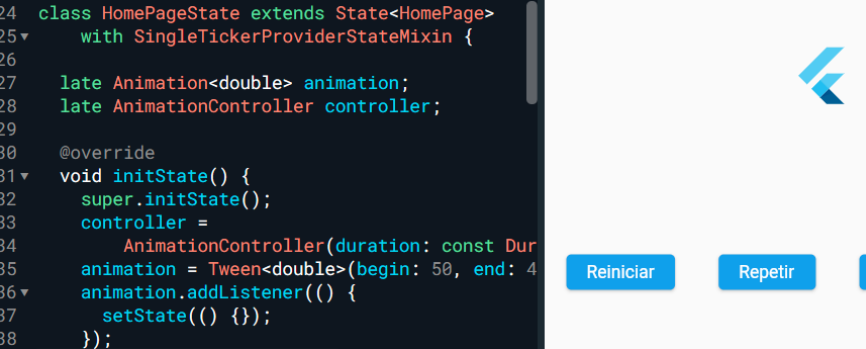 24 class HomePageState extends State<HomePage>
25 with SingleTickerProviderStateMixin {
26
27 late Animation<double> animation;
28 late AnimationController controller;
29
30 @override
31 void initState() {
32 super.initState();
33 controller =
34 AnimationController(duration: const Dur
35 animation = Tween<double>(begin: 50, end: 4
36 animation.addListener(() {
37 setState(() {});
38 });
Reiniciar
Repetir